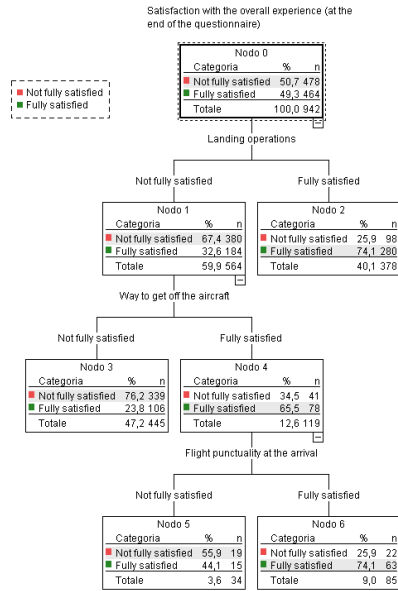 Satisfaction with the overall experience (at the
end of the questionnaire)
Not fully satisfied
Fully satisfied
Nodo 0
Categoria % n
Not fully satisfied 50,7 478
Fully satisfied 49,3 464
Totale 100,0 942
Landing operations
Not fully satisfied Fully satisfied
Nodo 1
Categoria % n
Not fully satisfied 67,4 380
Fully satisfied 32,6 184
Totale 59,9 564
Nodo 2
Categoria % n
Not fully satisfied 25,9 98
Fully satisfied 74,1 280
Totale 40,1 378
Way to get off the aircraft
Not fully satisfied Fully satisfied
Nodo 3
Categoria % n
Not fully satisfied 76,2 339
Fully satisfied 23,8 106
Totale 47,2 445
Nodo 4
Categoria % n
Not fully satisfied 34,5 41
Fully satisfied 65,5 78
Totale 12,6 119
Flight punctuality at the arrival
Not fully satisfied Fully satisfied
Nodo 5
Categoria % n
Not fully satisfied 55,9 19
Fully satisfied 44,1 15
Totale 3,6 34
Nodo 6
Categoria % n
Not fully satisfied 25,9 22
Fully satisfied 74,1 63
Totale 9,0 85